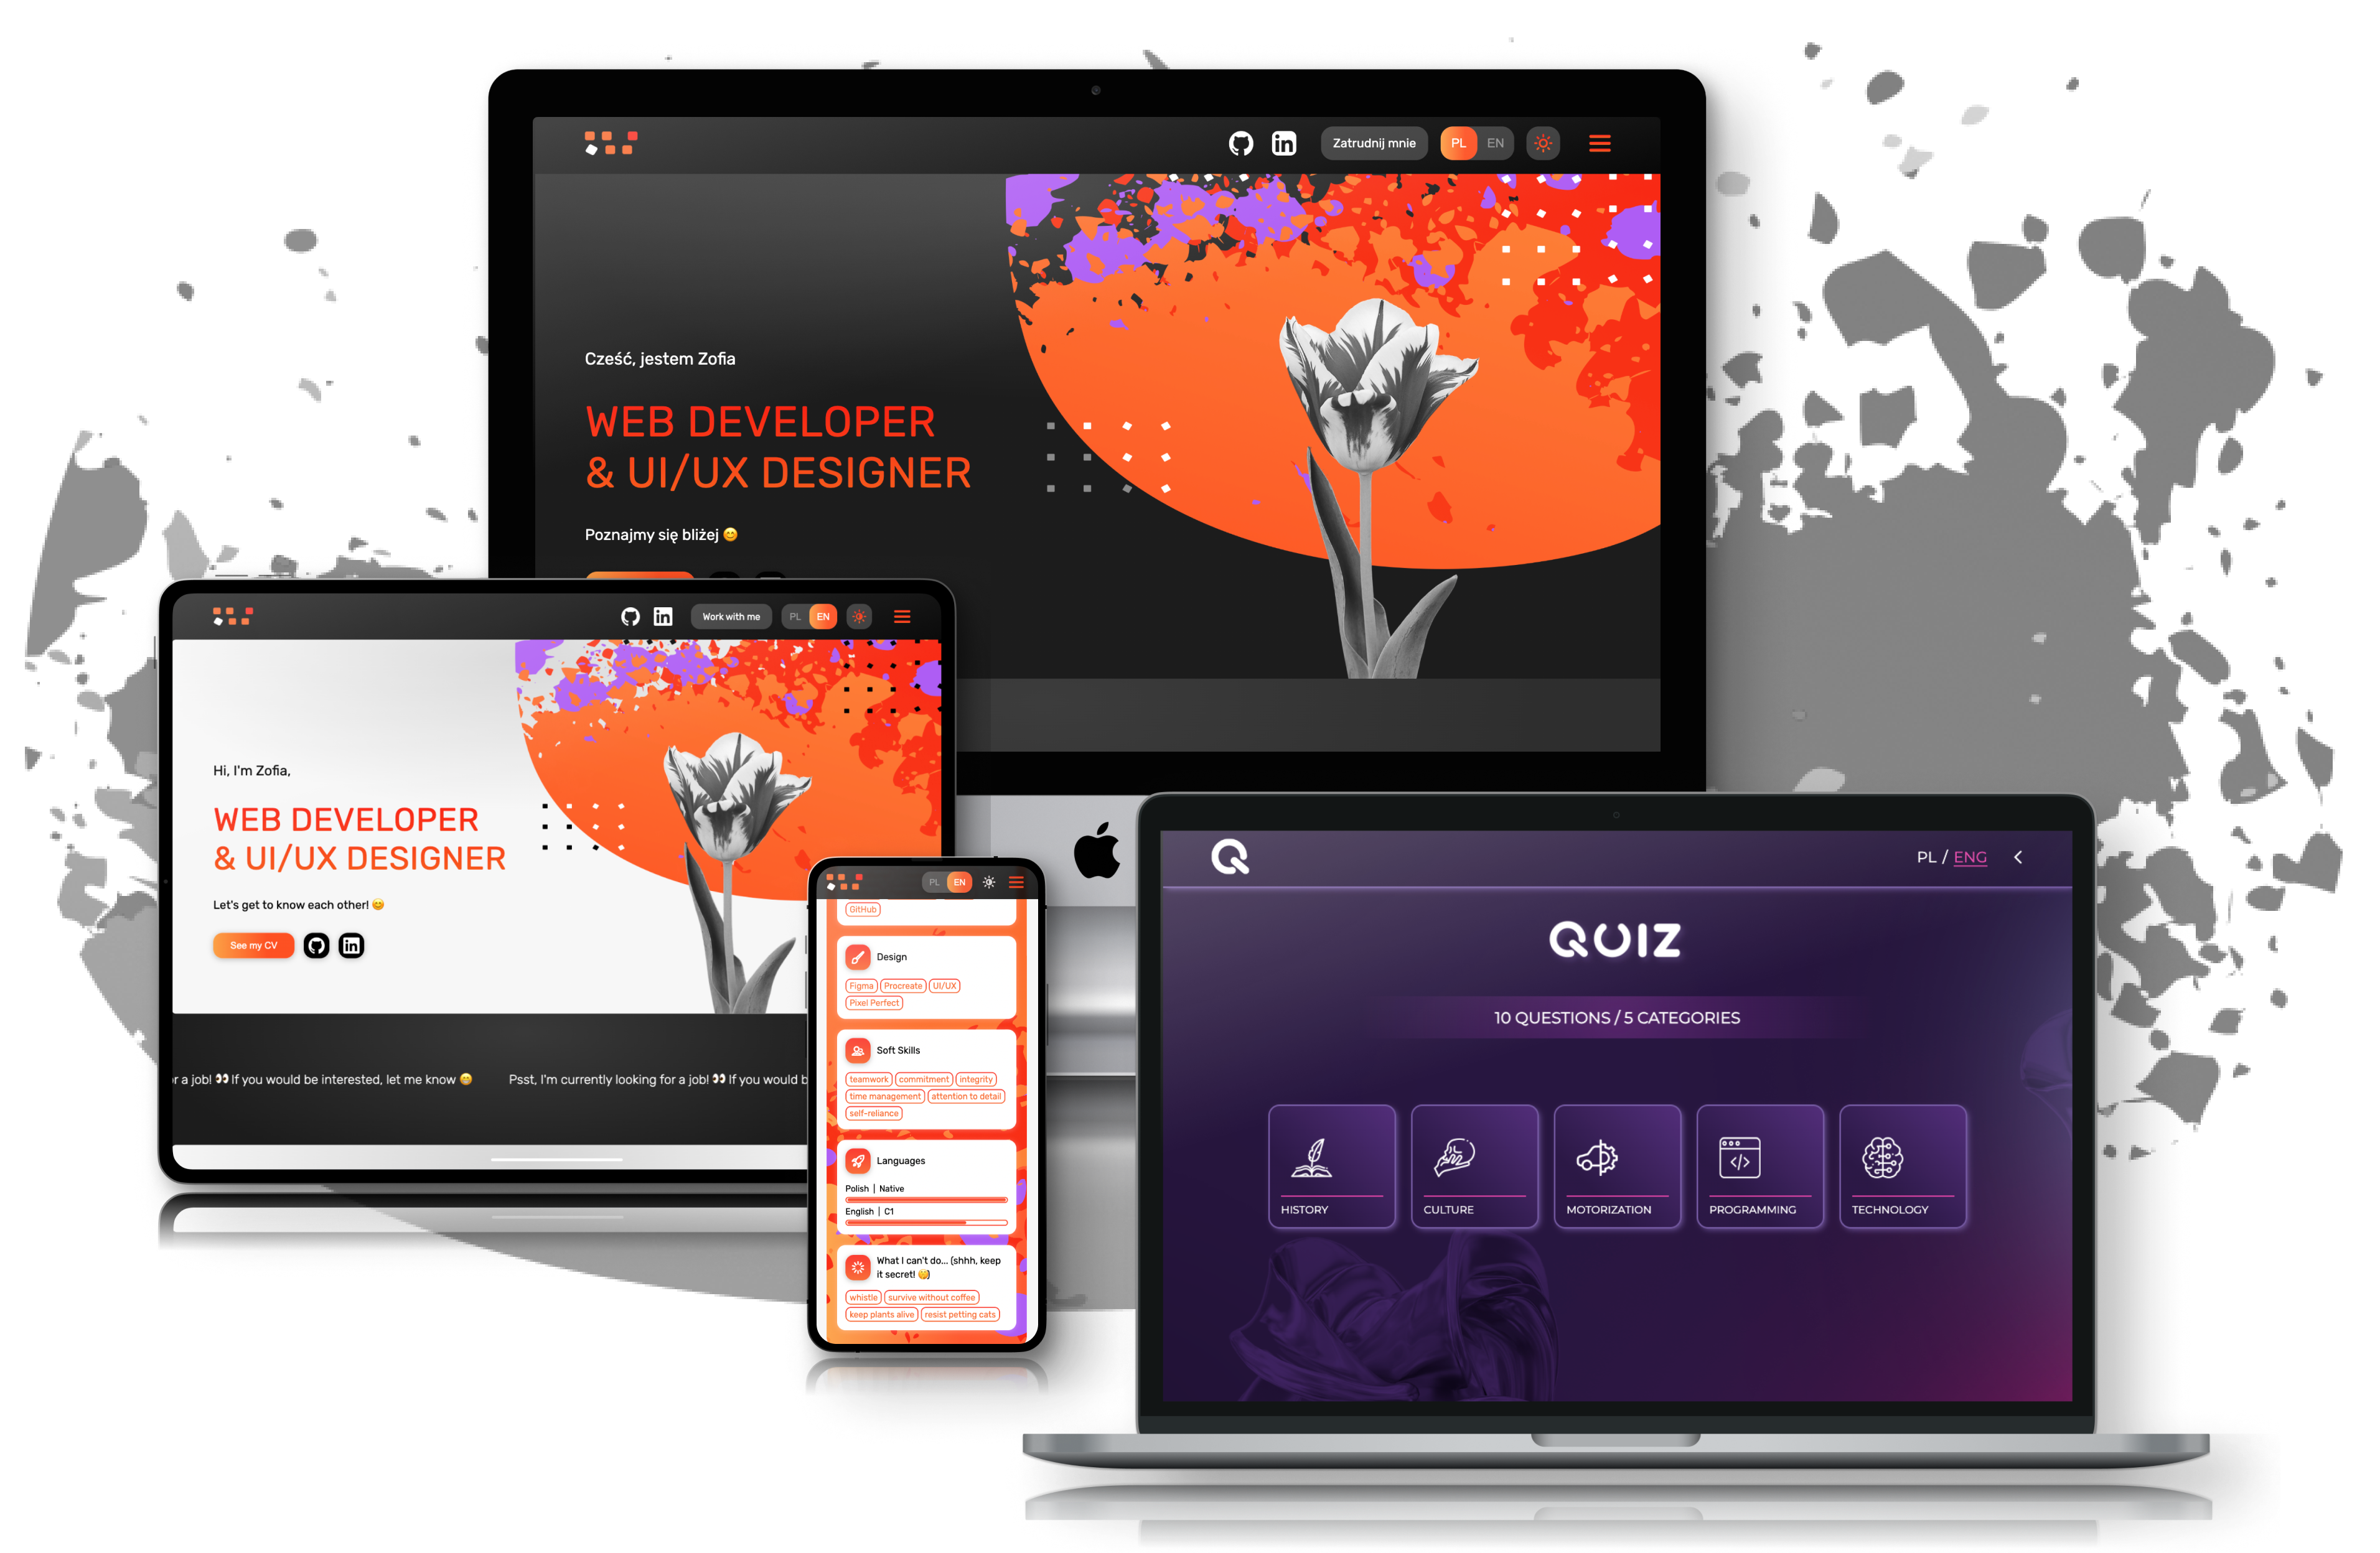 Zatrudnij mnie
PL EN
Cześć, jestem Zofia
WEB DEVELOPER
& UI/UX DESIGNER
Poznajmy się bliżej 😊
Work with me
PL EN
Hi, I'm Zofia,
WEB DEVELOPER
& UI/UX DESIGNER
Let's get to know each other! 😊
See my CV
r a job! 👀 If you would be interested, let me know 😁 Psst, I'm currently looking for a job! 👀 If you would b
PL EN
GitHub
Design
Figma Procreate UI/UX
Pixel Perfect
Soft Skills
teamwork commitment integrity
time management attention to detail
self-reliance
Languages
Polish | Native
English | C1
What I can't do... (shhh, keep
it secret! 🤫)
whistle survive without coffee
keep plants alive resist petting cats
PL / ENG
QUIZ
10 QUESTIONS / 5 CATEGORIES
HISTORY
CULTURE
MOTORIZATION
PROGRAMMING
TECHNOLOGY